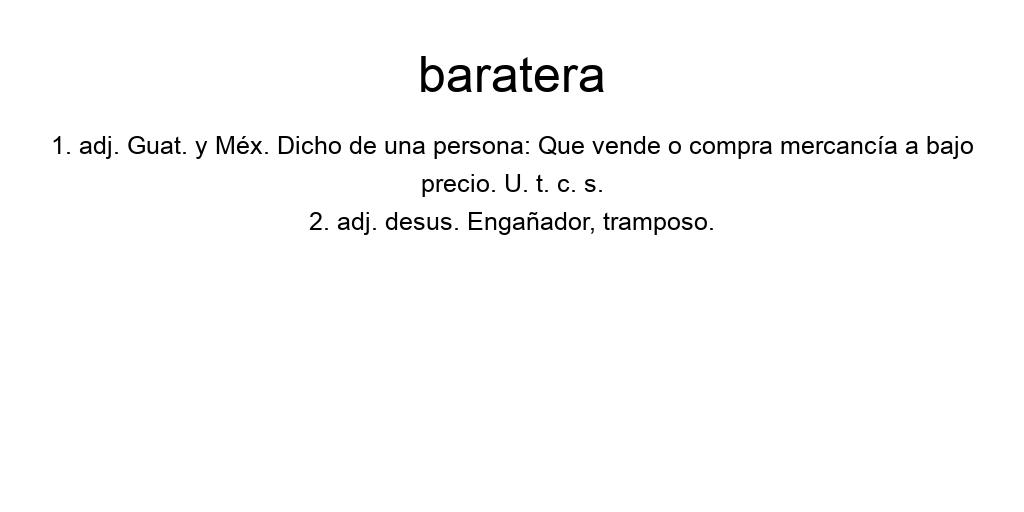 baratera
1. adj. Guat. y Méx. Dicho de una persona: Que vende o compra mercancía a bajo
precio. U. t. c. s.
2. adj. desus. Engañador, tramposo.